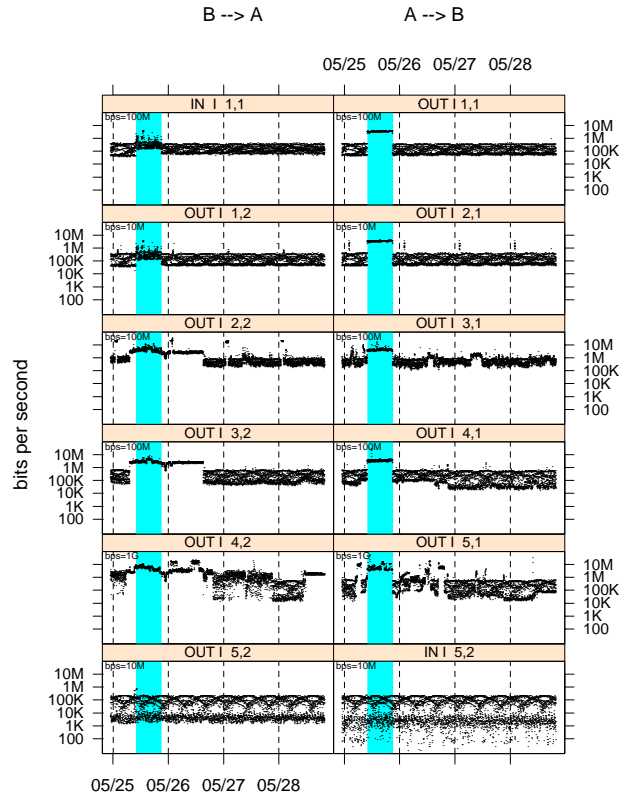 B --> A A --> B
05/25 05/26 05/27 05/28
IN I 1,1 OUT I 1,1
bps=100M bps=100M
10M
1M
100K
10K
1K
100
OUT I 1,2 OUT I 2,1
bps=10M bps=10M
10M
1M
100K
10K
1K
100
OUT I 2,2 OUT I 3,1
bps=100M bps=100M
10M
1M
100K
10K
1K
100
bits per second
OUT I 3,2 OUT I 4,1
bps=100M bps=100M
10M
1M
100K
10K
1K
100
OUT I 4,2 OUT I 5,1
bps=1G bps=1G
10M
1M
100K
10K
1K
100
OUT I 5,2 IN I 5,2
bps=10M bps=10M
10M
1M
100K
10K
1K
100
05/25 05/26 05/27 05/28